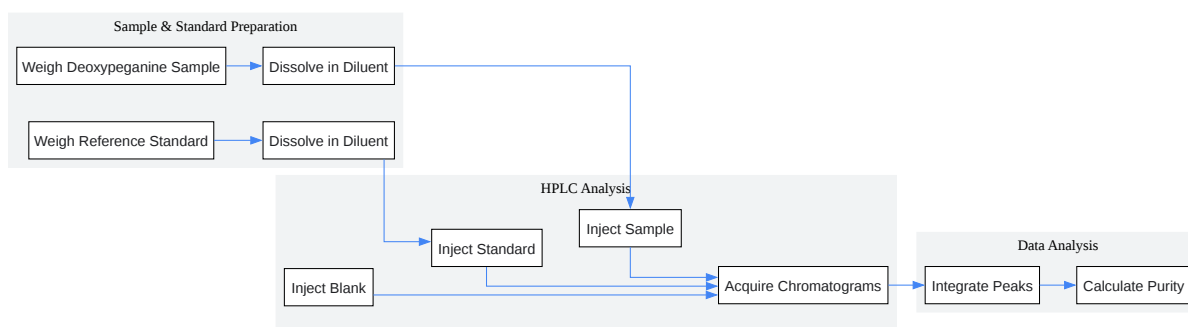 Sample & Standard Preparation
Weigh Deoxypeganine Sample
Dissolve in Diluent
Weigh Reference Standard
Dissolve in Diluent
HPLC Analysis
Inject Sample
Inject Standard
Inject Blank
Acquire Chromatograms
Data Analysis
Integrate Peaks
Calculate Purity